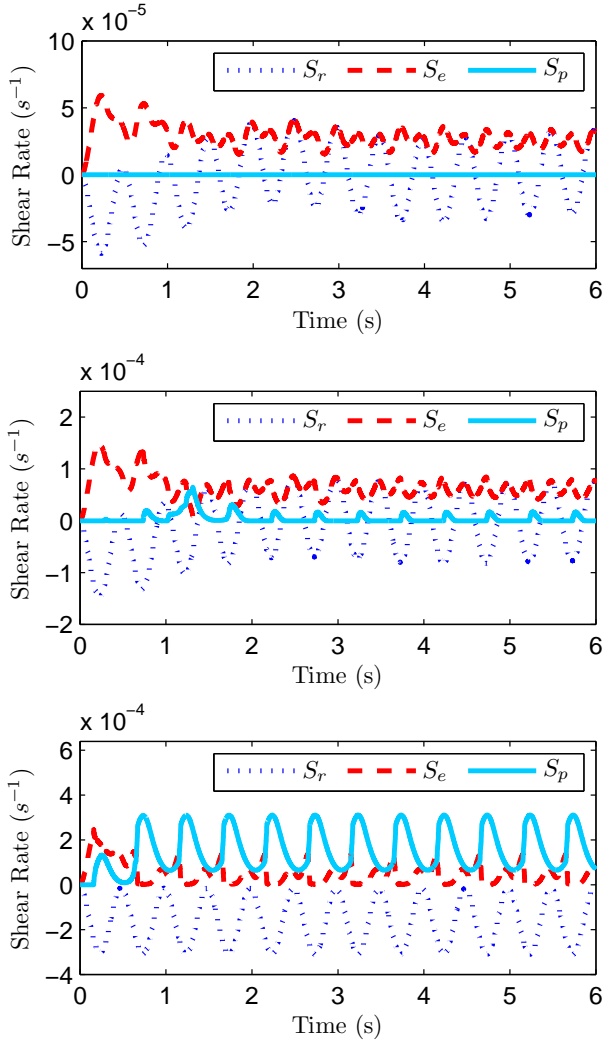 x 10⁻⁵
10
5
0
−5
Shear Rate (s⁻¹)
S_r S_e S_p
0 1 2 3 4 5 6
Time (s)
x 10⁻⁴
2
1
0
−1
−2
Shear Rate (s⁻¹)
S_r S_e S_p
0 1 2 3 4 5 6
Time (s)
x 10⁻⁴
6
4
2
0
−2
−4
Shear Rate (s⁻¹)
S_r S_e S_p
0 1 2 3 4 5 6
Time (s)